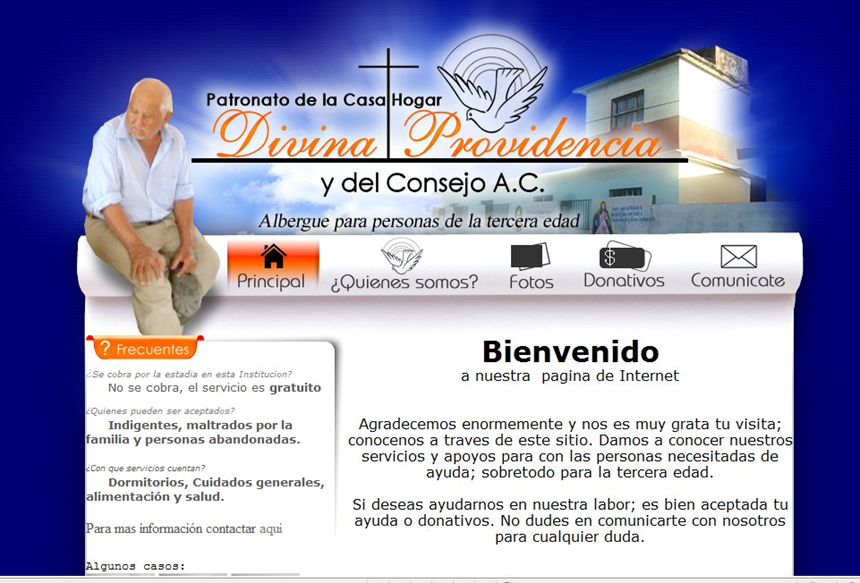 Patronato de la Casa Hogar
Divina Providencia
y del Consejo A.C.
Albergue para personas de la tercera edad
Principal
¿Quienes somos?
Fotos
Donativos
Comunicate
? Frecuentes
¿Se cobra por la estadia en esta Institucion?
No se cobra, el servicio es gratuito
¿Quienes pueden ser aceptados?
Indigentes, maltrados por la
familia y personas abandonadas.
¿Con que servicios cuentan?
Dormitorios, Cuidados generales,
alimentación y salud.
Para mas información contactar aqui
Algunos casos:
Bienvenido
a nuestra pagina de Internet
Agradecemos enormemente y nos es muy grata tu visita;
conocenos a traves de este sitio. Damos a conocer nuestros
servicios y apoyos para con las personas necesitadas de
ayuda; sobretodo para la tercera edad.
Si deseas ayudarnos en nuestra labor; es bien aceptada tu
ayuda o donativos. No dudes en comunicarte con nosotros
para cualquier duda.